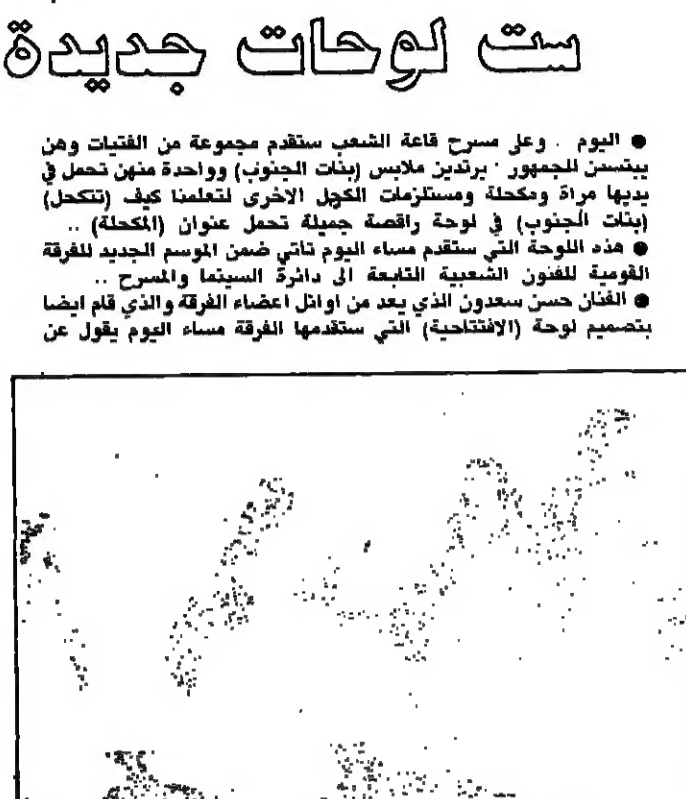 ست لوحات جديدة
● اليوم . وعلى مسرح قاعة الشعب ستقدم مجموعة من الفتيات وهن
يبتسمن للجمهور . يرتدين ملابس (بنات الجنوب) وواحدة منهن تحمل في
يديها مراة ومكحلة ومستلزمات الكحل الاخرى لتعلمنا كيف (تتكحل)
(بنات الجنوب) في لوحة راقصة جميلة تحمل عنوان (المكحلة) ..
● هذه اللوحة التي ستقدم مساء اليوم تاتي ضمن الموسم الجديد للفرقة
القومية للفنون الشعبية التابعة الى دائرة السينما والمسرح ..
● الفنان حسن سعدون الذي يعد من اوائل اعضاء الفرقة والذي قام ايضا
بتصميم لوحة (الافتتاحية) التي ستقدمها الفرقة مساء اليوم يقول عن